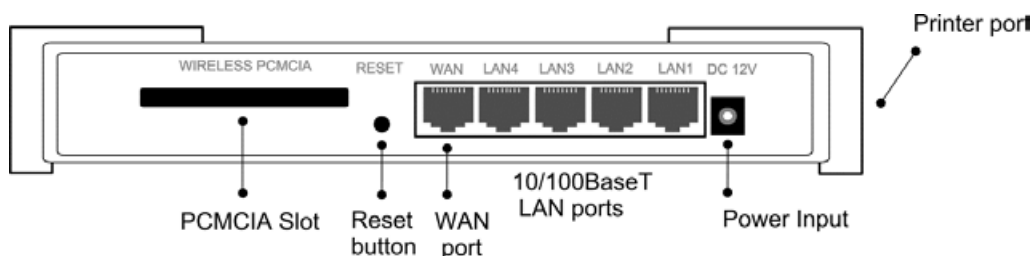 Printer port
WIRELESS PCMCIA RESET WAN LAN4 LAN3 LAN2 LAN1 DC 12V
10/100BaseT
LAN ports
PCMCIA Slot
Reset
button
WAN
port
Power Input